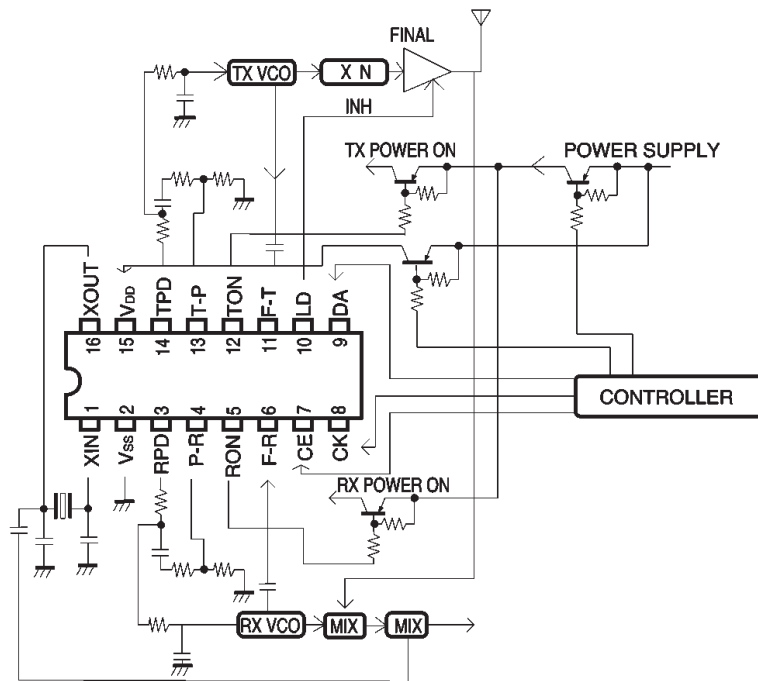 FINAL
TX VCO
X N
INH
TX POWER ON
POWER SUPPLY
XOUT
VDD
TPD
T-P
TON
F-T
LD
DA
16
15
14
13
12
11
10
9
1
2
3
4
5
6
7
8
XIN
Vss
RPD
P-R
RON
F-R
CE
CK
CONTROLLER
RX POWER ON
RX VCO
MIX
MIX